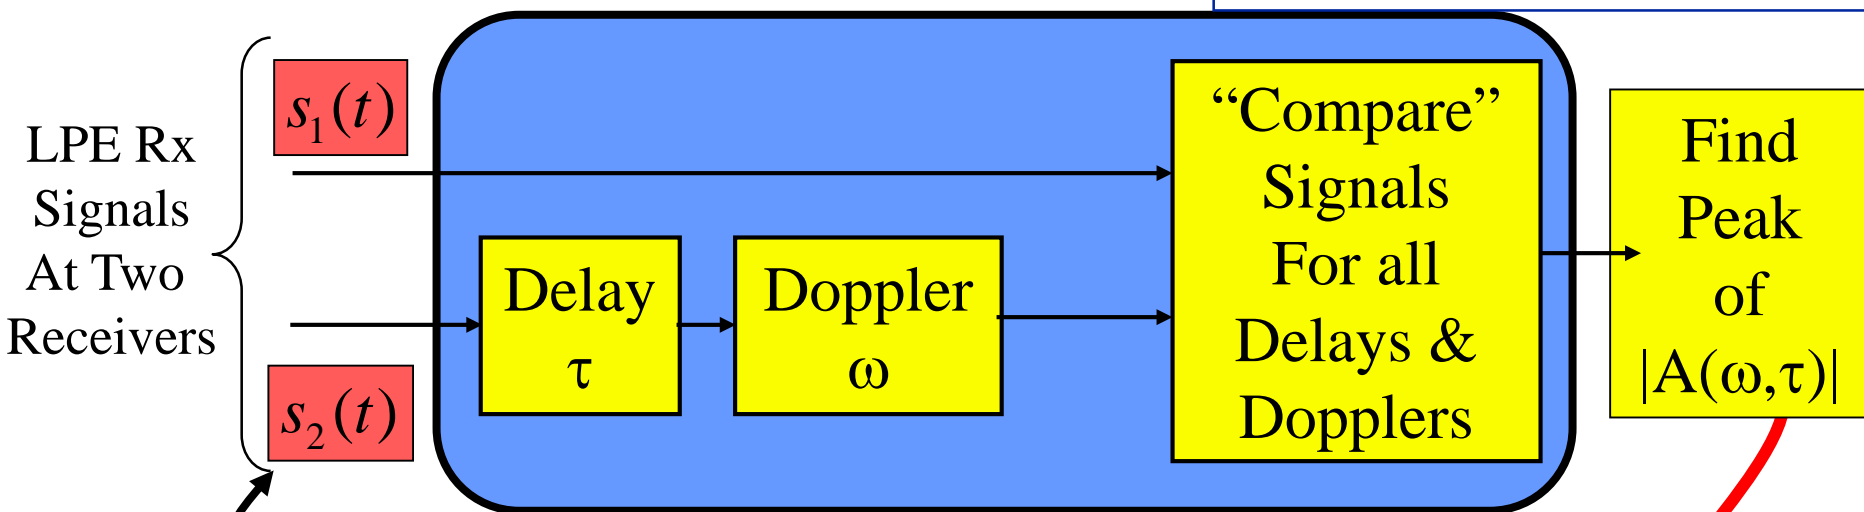 LPE Rx
Signals
At Two
Receivers
s₁(t)
s₂(t)
Delay
τ
Doppler
ω
“Compare”
Signals
For all
Delays &
Dopplers
Find
Peak
of
|A(ω,τ)|